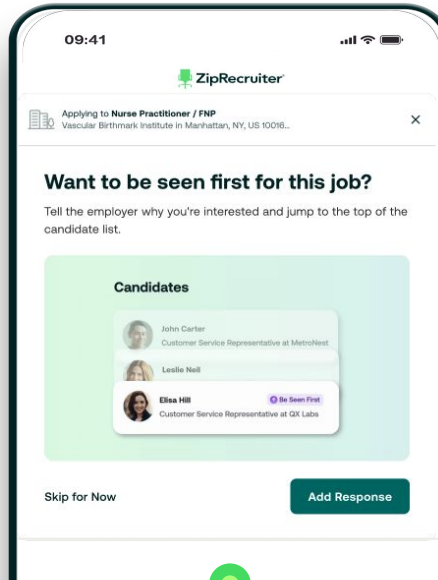 09:41
ZipRecruiter
Applying to Nurse Practitioner / FNP
Vascular Birthmark Institute in Manhattan, NY, US 10016...
Want to be seen first for this job?
Tell the employer why you're interested and jump to the top of the
candidate list.
Candidates
John Carter
Customer Service Representative at MetroNest
Leslie Neil
Elisa Hill
Be Seen First
Customer Service Representative at QX Labs
Skip for Now
Add Response